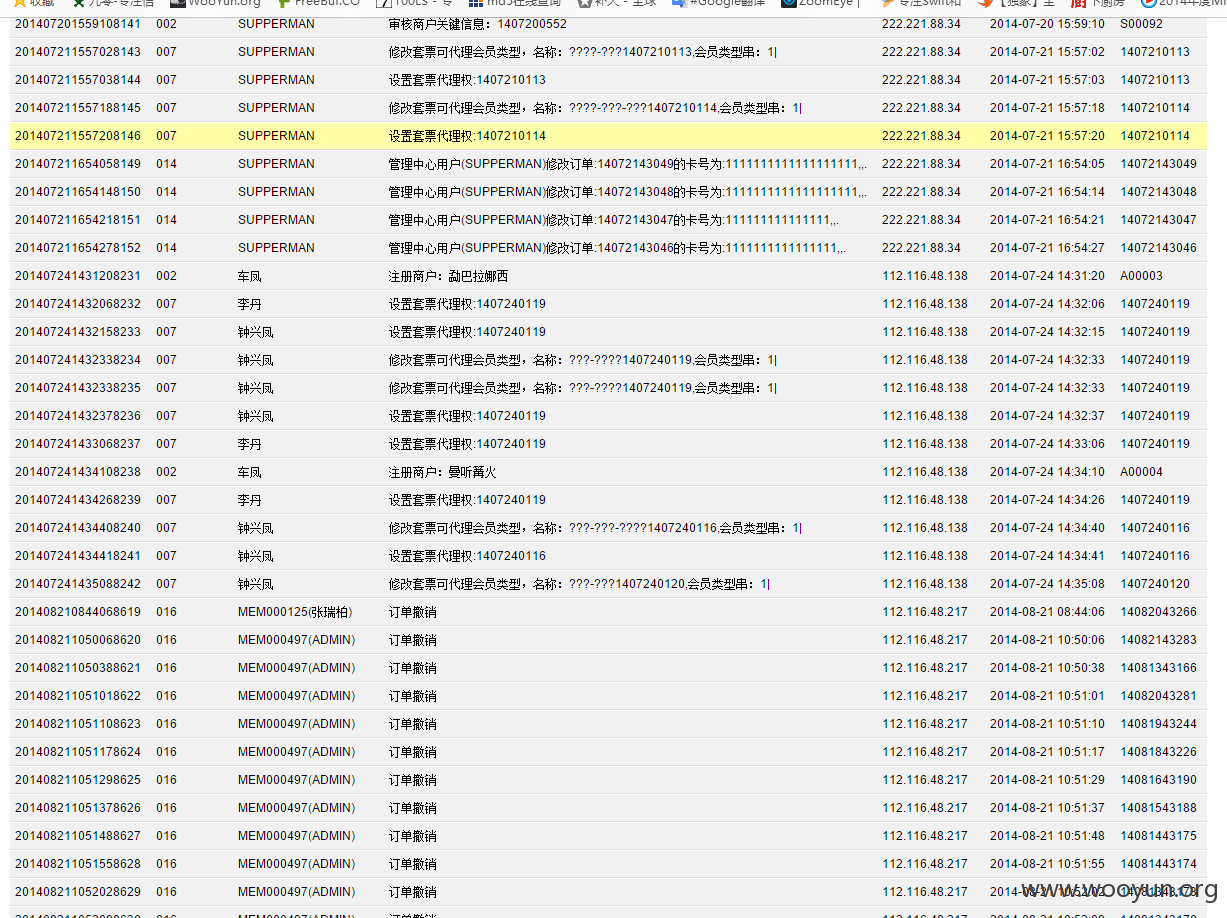 收藏 九零-专注信 WooYun.org FreeBuf.CO 100LS - 专 md5在线查询 补天 - 全球 #Google翻译 ZoomEye | 专注Swift和 【独家】全 下厨房
201407201559108141 002 SUPPERMAN 审核商户关键信息：1407200552 222.221.88.34 2014-07-20 15:59:10 S00092
201407211557028143 007 SUPPERMAN 修改套票可代理会员类型，名称：????-???1407210113,会员类型串：1| 222.221.88.34 2014-07-21 15:57:02 1407210113
201407211557038144 007 SUPPERMAN 设置套票代理权:1407210113 222.221.88.34 2014-07-21 15:57:03 1407210113
201407211557188145 007 SUPPERMAN 修改套票可代理会员类型，名称：????-???-???1407210114,会员类型串：1| 222.221.88.34 2014-07-21 15:57:18 1407210114
201407211557208146 007 SUPPERMAN 设置套票代理权:1407210114 222.221.88.34 2014-07-21 15:57:20 1407210114
201407211654058149 014 SUPPERMAN 管理中心用户(SUPPERMAN)修改订单:14072143049的卡号为:111111111111111111,,. 222.221.88.34 2014-07-21 16:54:05 14072143049
201407211654148150 014 SUPPERMAN 管理中心用户(SUPPERMAN)修改订单:14072143048的卡号为:111111111111111111,,. 222.221.88.34 2014-07-21 16:54:14 14072143048
201407211654218151 014 SUPPERMAN 管理中心用户(SUPPERMAN)修改订单:14072143047的卡号为:11111111111111,,. 222.221.88.34 2014-07-21 16:54:21 14072143047
201407211654278152 014 SUPPERMAN 管理中心用户(SUPPERMAN)修改订单:14072143046的卡号为:111111111111111,,. 222.221.88.34 2014-07-21 16:54:27 14072143046
201407241431208231 002 车凤 注册商户：勐巴拉娜西 112.116.48.138 2014-07-24 14:31:20 A00003
201407241432068232 007 李丹 设置套票代理权:1407240119 112.116.48.138 2014-07-24 14:32:06 1407240119
201407241432158233 007 钟兴凤 设置套票代理权:1407240119 112.116.48.138 2014-07-24 14:32:15 1407240119
201407241432338234 007 钟兴凤 修改套票可代理会员类型，名称：???-????1407240119,会员类型串：1| 112.116.48.138 2014-07-24 14:32:33 1407240119
201407241432338235 007 钟兴凤 修改套票可代理会员类型，名称：???-????1407240119,会员类型串：1| 112.116.48.138 2014-07-24 14:32:33 1407240119
201407241432378236 007 钟兴凤 设置套票代理权:1407240119 112.116.48.138 2014-07-24 14:32:37 1407240119
201407241433068237 007 李丹 设置套票代理权:1407240119 112.116.48.138 2014-07-24 14:33:06 1407240119
201407241434108238 002 车凤 注册商户：曼听篝火 112.116.48.138 2014-07-24 14:34:10 A00004
201407241434268239 007 李丹 设置套票代理权:1407240119 112.116.48.138 2014-07-24 14:34:26 1407240119
201407241434408240 007 钟兴凤 修改套票可代理会员类型，名称：???-???-????1407240116,会员类型串：1| 112.116.48.138 2014-07-24 14:34:40 1407240116
201407241434418241 007 钟兴凤 设置套票代理权:1407240116 112.116.48.138 2014-07-24 14:34:41 1407240116
201407241435088242 007 钟兴凤 修改套票可代理会员类型，名称：???-???1407240120,会员类型串：1| 112.116.48.138 2014-07-24 14:35:08 1407240120
201408210844068619 016 MEM000125(张瑞柏) 订单撤销 112.116.48.217 2014-08-21 08:44:06 14082043266
201408211050068620 016 MEM000497(ADMIN) 订单撤销 112.116.48.217 2014-08-21 10:50:06 14082143283
201408211050388621 016 MEM000497(ADMIN) 订单撤销 112.116.48.217 2014-08-21 10:50:38 14081343166
201408211051018622 016 MEM000497(ADMIN) 订单撤销 112.116.48.217 2014-08-21 10:51:01 14082043281
201408211051108623 016 MEM000497(ADMIN) 订单撤销 112.116.48.217 2014-08-21 10:51:10 14081943244
201408211051178624 016 MEM000497(ADMIN) 订单撤销 112.116.48.217 2014-08-21 10:51:17 14081843226
201408211051298625 016 MEM000497(ADMIN) 订单撤销 112.116.48.217 2014-08-21 10:51:29 14081643190
201408211051378626 016 MEM000497(ADMIN) 订单撤销 112.116.48.217 2014-08-21 10:51:37 14081543188
201408211051488627 016 MEM000497(ADMIN) 订单撤销 112.116.48.217 2014-08-21 10:51:48 14081443175
201408211051558628 016 MEM000497(ADMIN) 订单撤销 112.116.48.217 2014-08-21 10:51:55 14081443174
201408211052028629 016 MEM000497(ADMIN) 订单撤销 112.116.48.217 2014-08-21 10:52:02 14081343173
www.wooyun.org